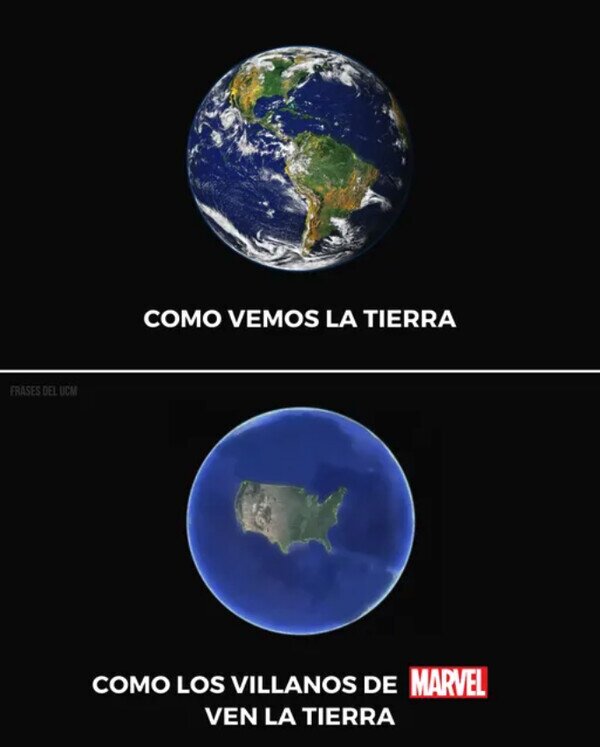 COMO VEMOS LA TIERRA
FRASES DEL UCM
COMO LOS VILLANOS DE MARVEL
VEN LA TIERRA